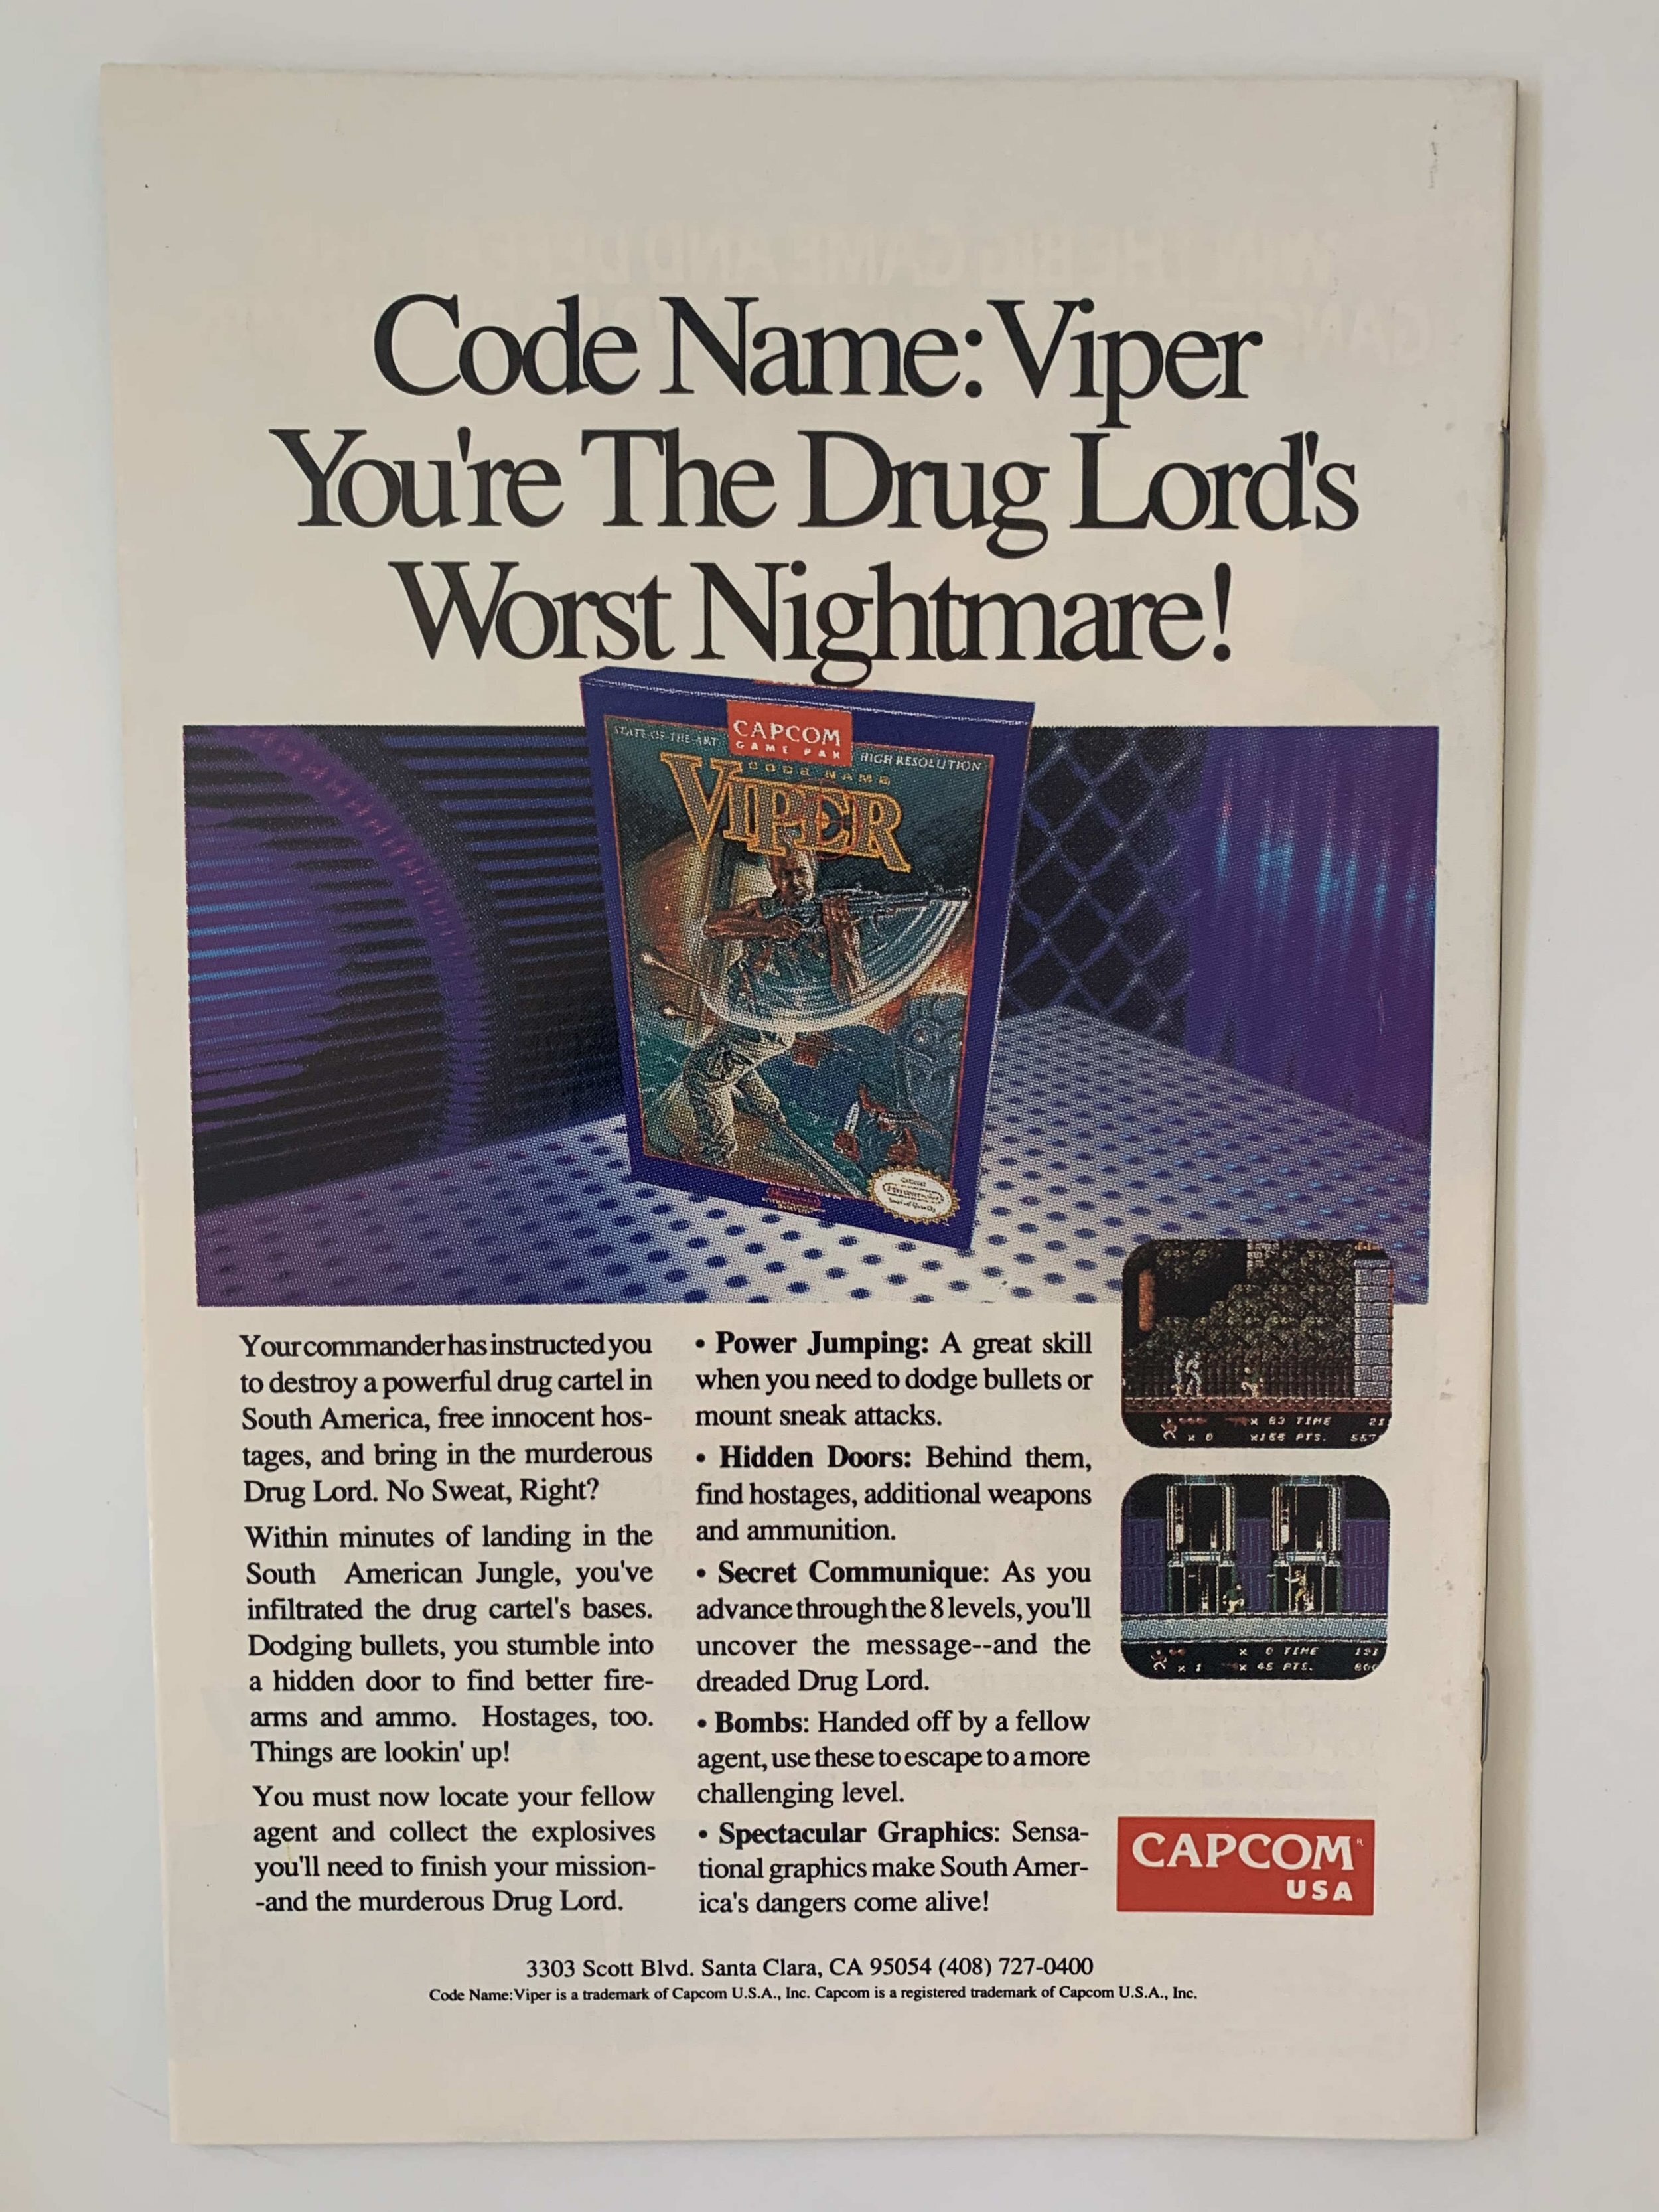 Code Name: Viper
You're The Drug Lord's
Worst Nightmare!
STATE-OF-THE-ART
CAPCOM
GAME PAK
HIGH RESOLUTION
CODE NAME
VIPER
Your commander has instructed you
to destroy a powerful drug cartel in
South America, free innocent hos-
tages, and bring in the murderous
Drug Lord. No Sweat, Right?
Within minutes of landing in the
South American Jungle, you've
infiltrated the drug cartel's bases.
Dodging bullets, you stumble into
a hidden door to find better fire-
arms and ammo. Hostages, too.
Things are lookin' up!
You must now locate your fellow
agent and collect the explosives
you'll need to finish your mission-
-and the murderous Drug Lord.
• Power Jumping: A great skill
when you need to dodge bullets or
mount sneak attacks.
• Hidden Doors: Behind them,
find hostages, additional weapons
and ammunition.
• Secret Communique: As you
advance through the 8 levels, you'll
uncover the message--and the
dreaded Drug Lord.
• Bombs: Handed off by a fellow
agent, use these to escape to a more
challenging level.
• Spectacular Graphics: Sensa-
tional graphics make South Amer-
ica's dangers come alive!
x 83 TIME 21
x 0 x166 PTS. 557
x 0 TIME 191
x 1 x 45 PTS. 800
CAPCOM®
USA
3303 Scott Blvd. Santa Clara, CA 95054 (408) 727-0400
Code Name: Viper is a trademark of Capcom U.S.A., Inc. Capcom is a registered trademark of Capcom U.S.A., Inc.